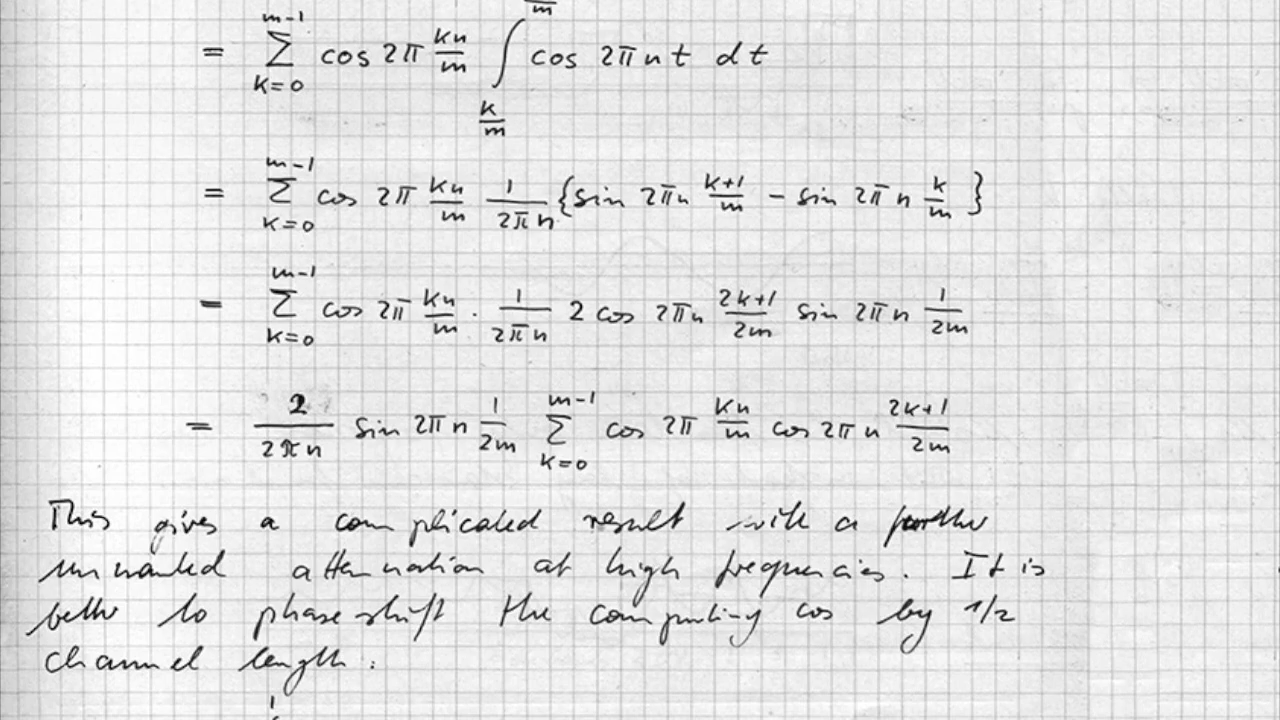 = Σ_{k=0}^{m-1} cos 2π kn/m ∫_{k/m} cos 2πnt dt
= Σ_{k=0}^{m-1} cos 2π kn/m 1/2πn {sin 2πn k+1/m − sin 2πn k/m}
= Σ_{k=0}^{m-1} cos 2π kn/m · 1/2πn 2 cos 2πn 2k+1/2m sin 2πn 1/2m
= 2/2πn sin 2πn 1/2m Σ_{k=0}^{m-1} cos 2π kn/m cos 2πn 2k+1/2m
This gives a complicated result with a further
unwanted attenuation at high frequencies. It is
better to phase shift the computing cos by 1/2
channel length: